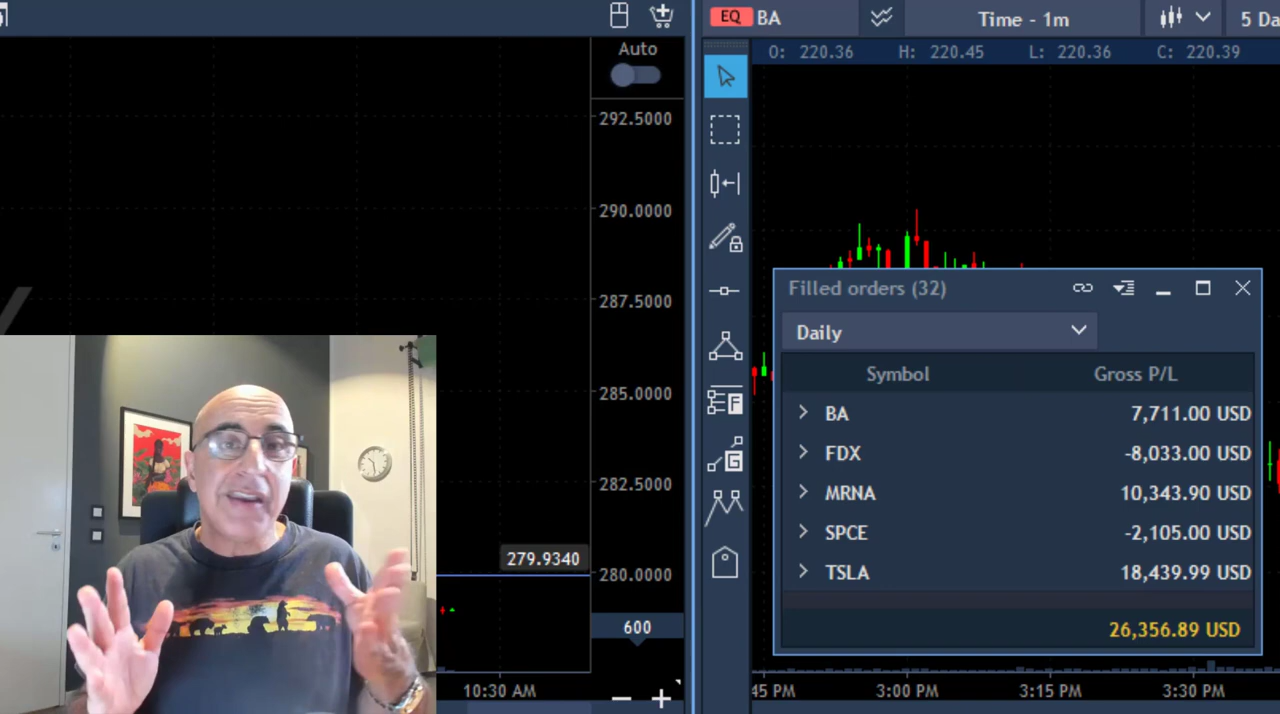 EQ BA
Time - 1m
5 Da
Auto
O: 220.36 H: 220.45 L: 220.36 C: 220.39
292.5000
290.0000
287.5000
285.0000
282.5000
279.9340
280.0000
600
10:30 AM
Filled orders (32)
Daily
Symbol Gross P/L
BA 7,711.00 USD
FDX -8,033.00 USD
MRNA 10,343.90 USD
SPCE -2,105.00 USD
TSLA 18,439.99 USD
26,356.89 USD
45 PM 3:00 PM 3:15 PM 3:30 PM
F
G